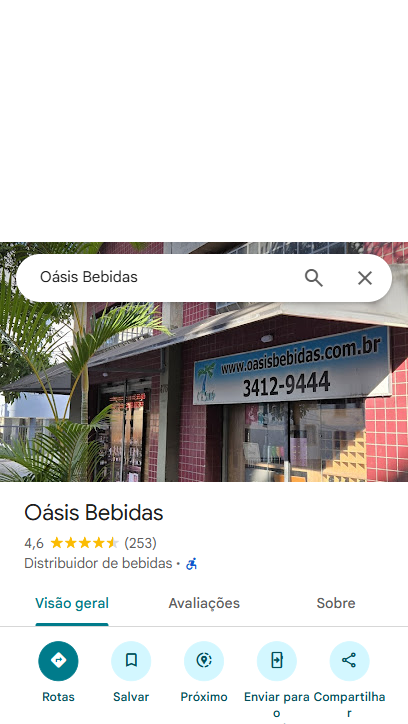 Oásis Bebidas
www.oasisbebidas.com.br
3412-9444
Oásis Bebidas
4,6 (253)
Distribuidor de bebidas ·
Visão geral Avaliações Sobre
Rotas Salvar Próximo Enviar para o Compartilhar